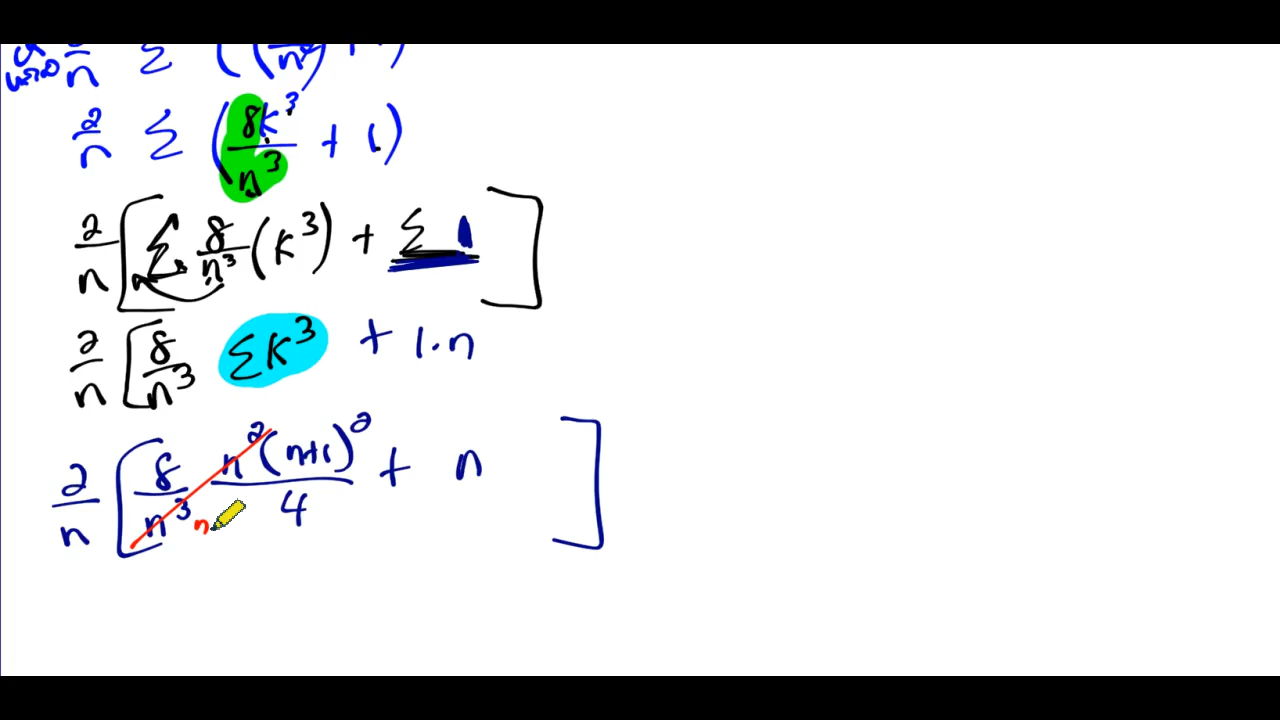 2/n Σ (8k³/n³ + 1)
2/n [Σ 8/n³ (k³) + Σ 1]
2/n [8/n³ Σk³ + 1·n
2/n [8/n³ n²(n+1)²/4 + n]
n